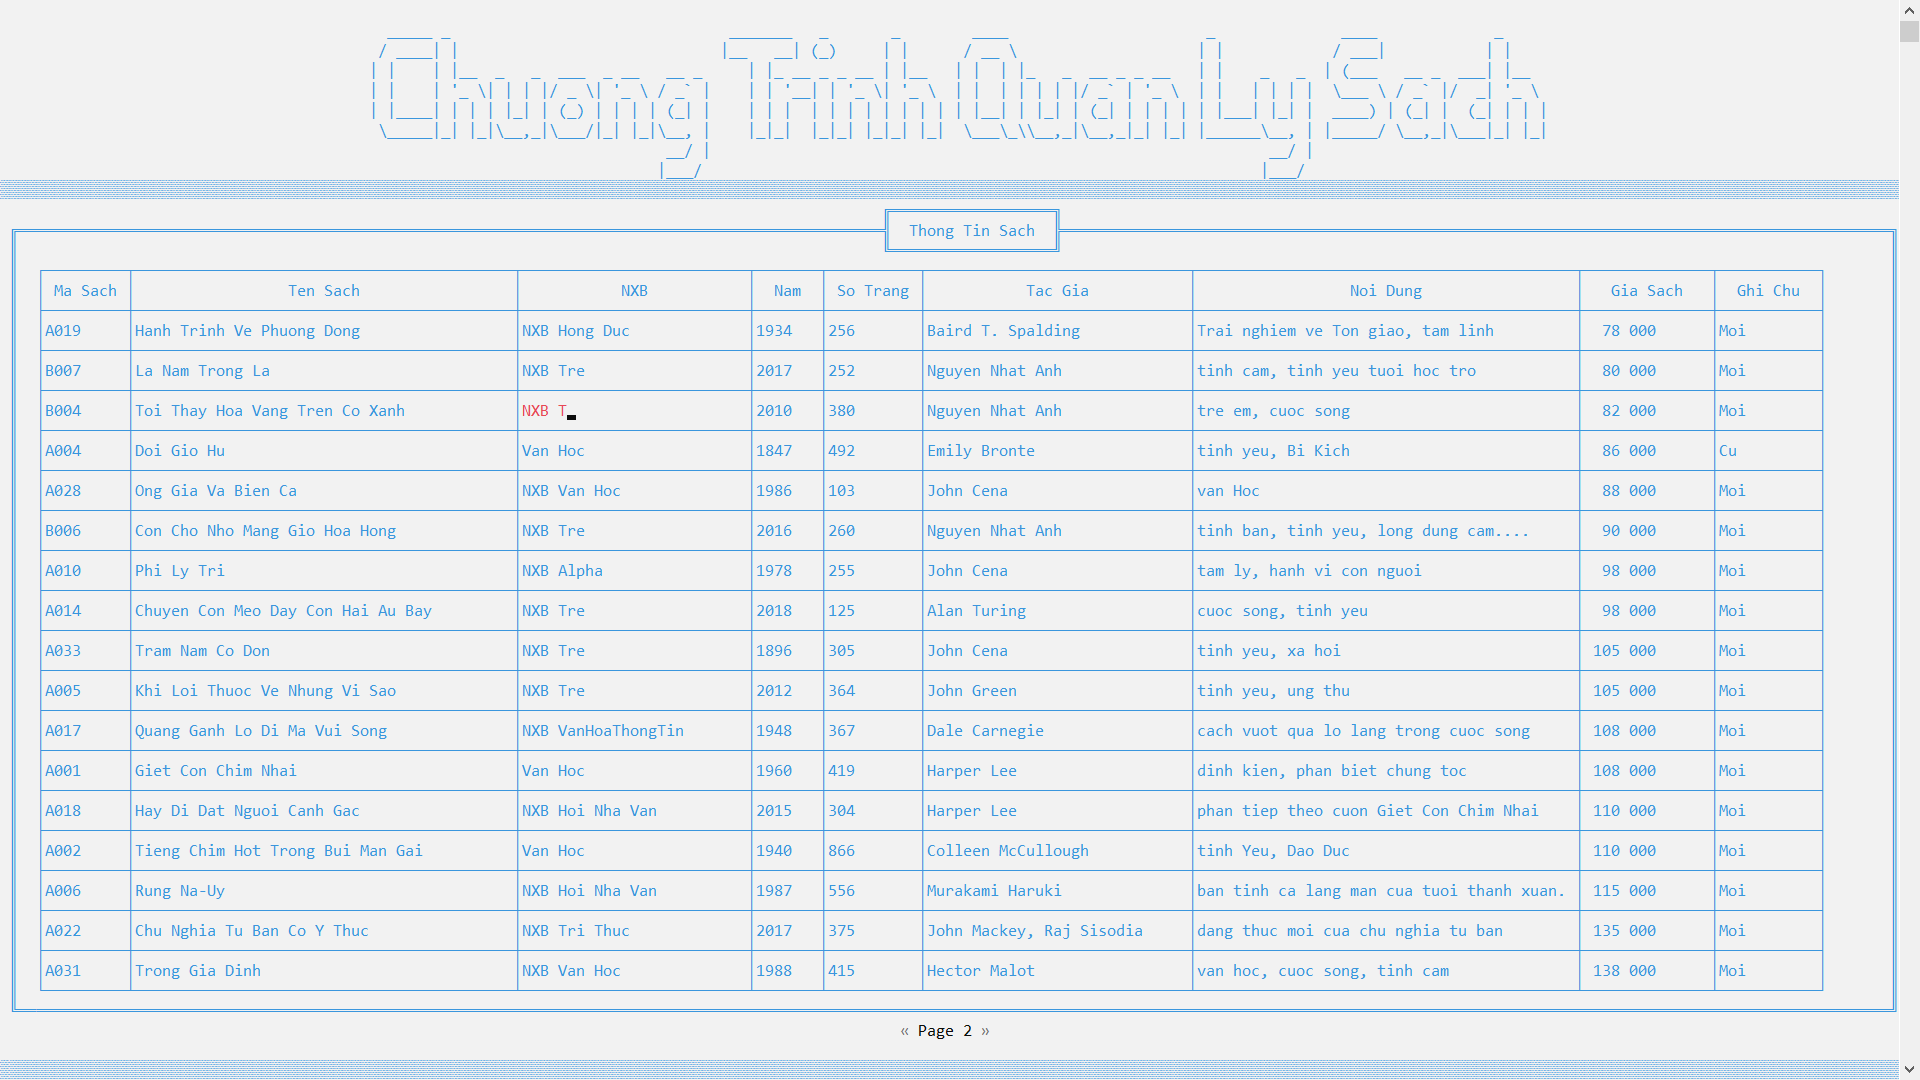 Chuong Trinh Quan Ly Sach
Thong Tin Sach
Ma Sach Ten Sach NXB Nam So Trang Tac Gia Noi Dung Gia Sach Ghi Chu
A019 Hanh Trinh Ve Phuong Dong NXB Hong Duc 1934 256 Baird T. Spalding Trai nghiem ve Ton giao, tam linh 78 000 Moi
B007 La Nam Trong La NXB Tre 2017 252 Nguyen Nhat Anh tinh cam, tinh yeu tuoi hoc tro 80 000 Moi
B004 Toi Thay Hoa Vang Tren Co Xanh NXB T 2010 380 Nguyen Nhat Anh tre em, cuoc song 82 000 Moi
A004 Doi Gio Hu Van Hoc 1847 492 Emily Bronte tinh yeu, Bi Kich 86 000 Cu
A028 Ong Gia Va Bien Ca NXB Van Hoc 1986 103 John Cena van Hoc 88 000 Moi
B006 Con Cho Nho Mang Gio Hoa Hong NXB Tre 2016 260 Nguyen Nhat Anh tinh ban, tinh yeu, long dung cam.... 90 000 Moi
A010 Phi Ly Tri NXB Alpha 1978 255 John Cena tam ly, hanh vi con nguoi 98 000 Moi
A014 Chuyen Con Meo Day Con Hai Au Bay NXB Tre 2018 125 Alan Turing cuoc song, tinh yeu 98 000 Moi
A033 Tram Nam Co Don NXB Tre 1896 305 John Cena tinh yeu, xa hoi 105 000 Moi
A005 Khi Loi Thuoc Ve Nhung Vi Sao NXB Tre 2012 364 John Green tinh yeu, ung thu 105 000 Moi
A017 Quang Ganh Lo Di Ma Vui Song NXB VanHoaThongTin 1948 367 Dale Carnegie cach vuot qua lo lang trong cuoc song 108 000 Moi
A001 Giet Con Chim Nhai Van Hoc 1960 419 Harper Lee dinh kien, phan biet chung toc 108 000 Moi
A018 Hay Di Dat Nguoi Canh Gac NXB Hoi Nha Van 2015 304 Harper Lee phan tiep theo cuon Giet Con Chim Nhai 110 000 Moi
A002 Tieng Chim Hot Trong Bui Man Gai Van Hoc 1940 866 Colleen McCullough tinh Yeu, Dao Duc 110 000 Moi
A006 Rung Na-Uy NXB Hoi Nha Van 1987 556 Murakami Haruki ban tinh ca lang man cua tuoi thanh xuan. 115 000 Moi
A022 Chu Nghia Tu Ban Co Y Thuc NXB Tri Thuc 2017 375 John Mackey, Raj Sisodia dang thuc moi cua chu nghia tu ban 135 000 Moi
A031 Trong Gia Dinh NXB Van Hoc 1988 415 Hector Malot van hoc, cuoc song, tinh cam 138 000 Moi
« Page 2 »